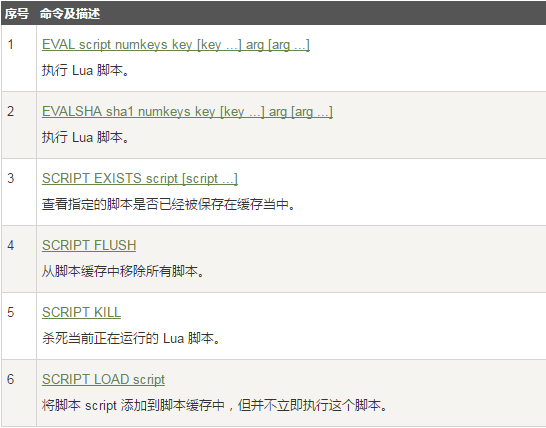 序号 命令及描述
1 EVAL script numkeys key [key ...] arg [arg ...]
执行 Lua 脚本。
2 EVALSHA sha1 numkeys key [key ...] arg [arg ...]
执行 Lua 脚本。
3 SCRIPT EXISTS script [script ...]
查看指定的脚本是否已经被保存在缓存当中。
4 SCRIPT FLUSH
从脚本缓存中移除所有脚本。
5 SCRIPT KILL
杀死当前正在运行的 Lua 脚本。
6 SCRIPT LOAD script
将脚本 script 添加到脚本缓存中，但并不立即执行这个脚本。